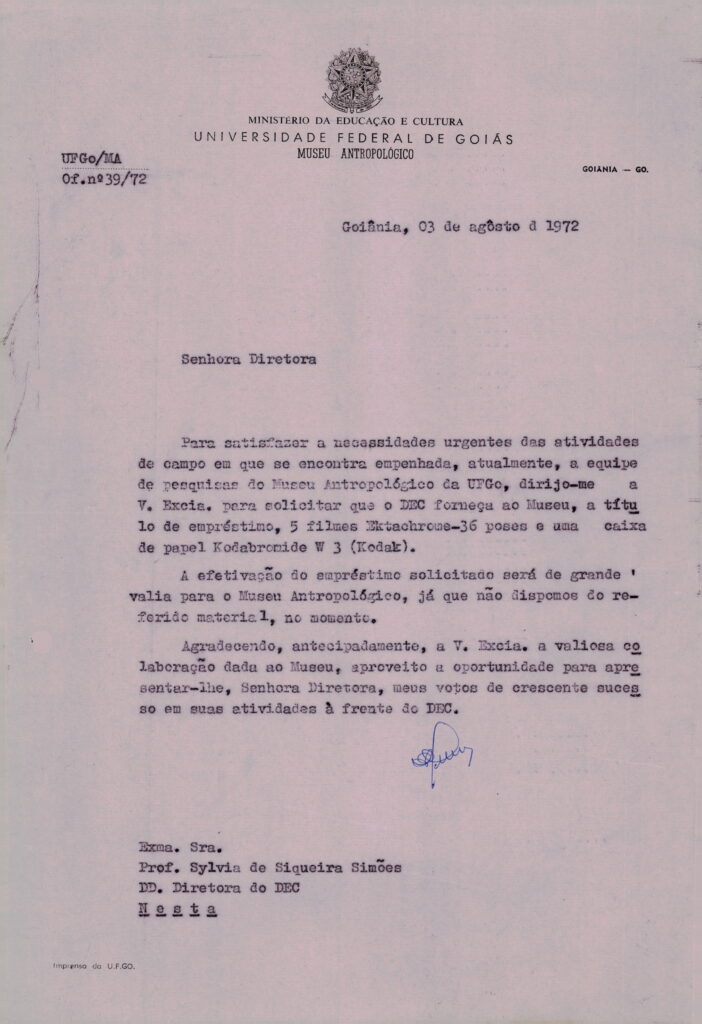 MINISTÉRIO DA EDUCAÇÃO E CULTURA
UNIVERSIDADE FEDERAL DE GOIÁS
MUSEU ANTROPOLÓGICO
GOIÂNIA — GO.
UFGo/MA
Of.nº39/72
Goiânia, 03 de agôsto d 1972
Senhora Diretora
Para satisfazer a necessidades urgentes das atividades
de campo em que se encontra empenhada, atualmente, a equipe
de pesquisas do Museu Antropológico da UFGo, dirijo-me a
V. Excia. para solicitar que o DEC forneça ao Museu, a títu
lo de empréstimo, 5 filmes Ektachrome-36 poses e uma caixa
de papel Kodabromide W 3 (Kodak).
A efetivação do empréstimo solicitado será de grande '
valia para o Museu Antropológico, já que não dispomos do re-
ferido material, no momento.
Agradecendo, antecipadamente, a V. Excia. a valiosa co
laboração dada ao Museu, aproveito a oportunidade para apre
sentar-lhe, Senhora Diretora, meus votos de crescente suces
so em suas atividades à frente do DEC.
Exma. Sra.
Prof. Sylvia de Siqueira Simões
DD. Diretora do DEC
N e s t a
Imprensa da U.F.GO.